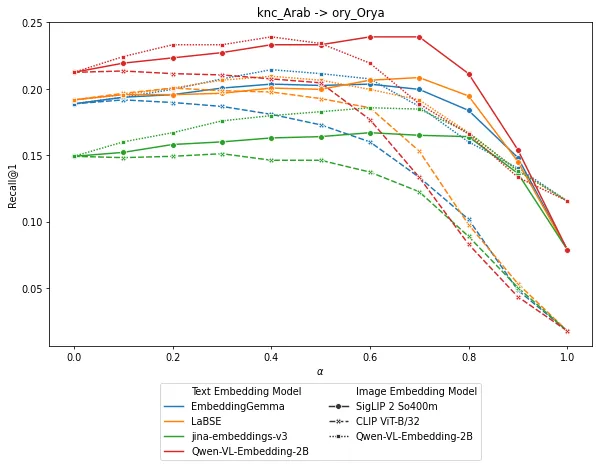 knc_Arab -> ory_Orya
0.25
0.20
0.15
0.10
0.05
Recall@1
0.0 0.2 0.4 0.6 0.8 1.0
α
Text Embedding Model Image Embedding Model
EmbeddingGemma SigLIP 2 So400m
LaBSE CLIP ViT-B/32
jina-embeddings-v3 Qwen-VL-Embedding-2B
Qwen-VL-Embedding-2B